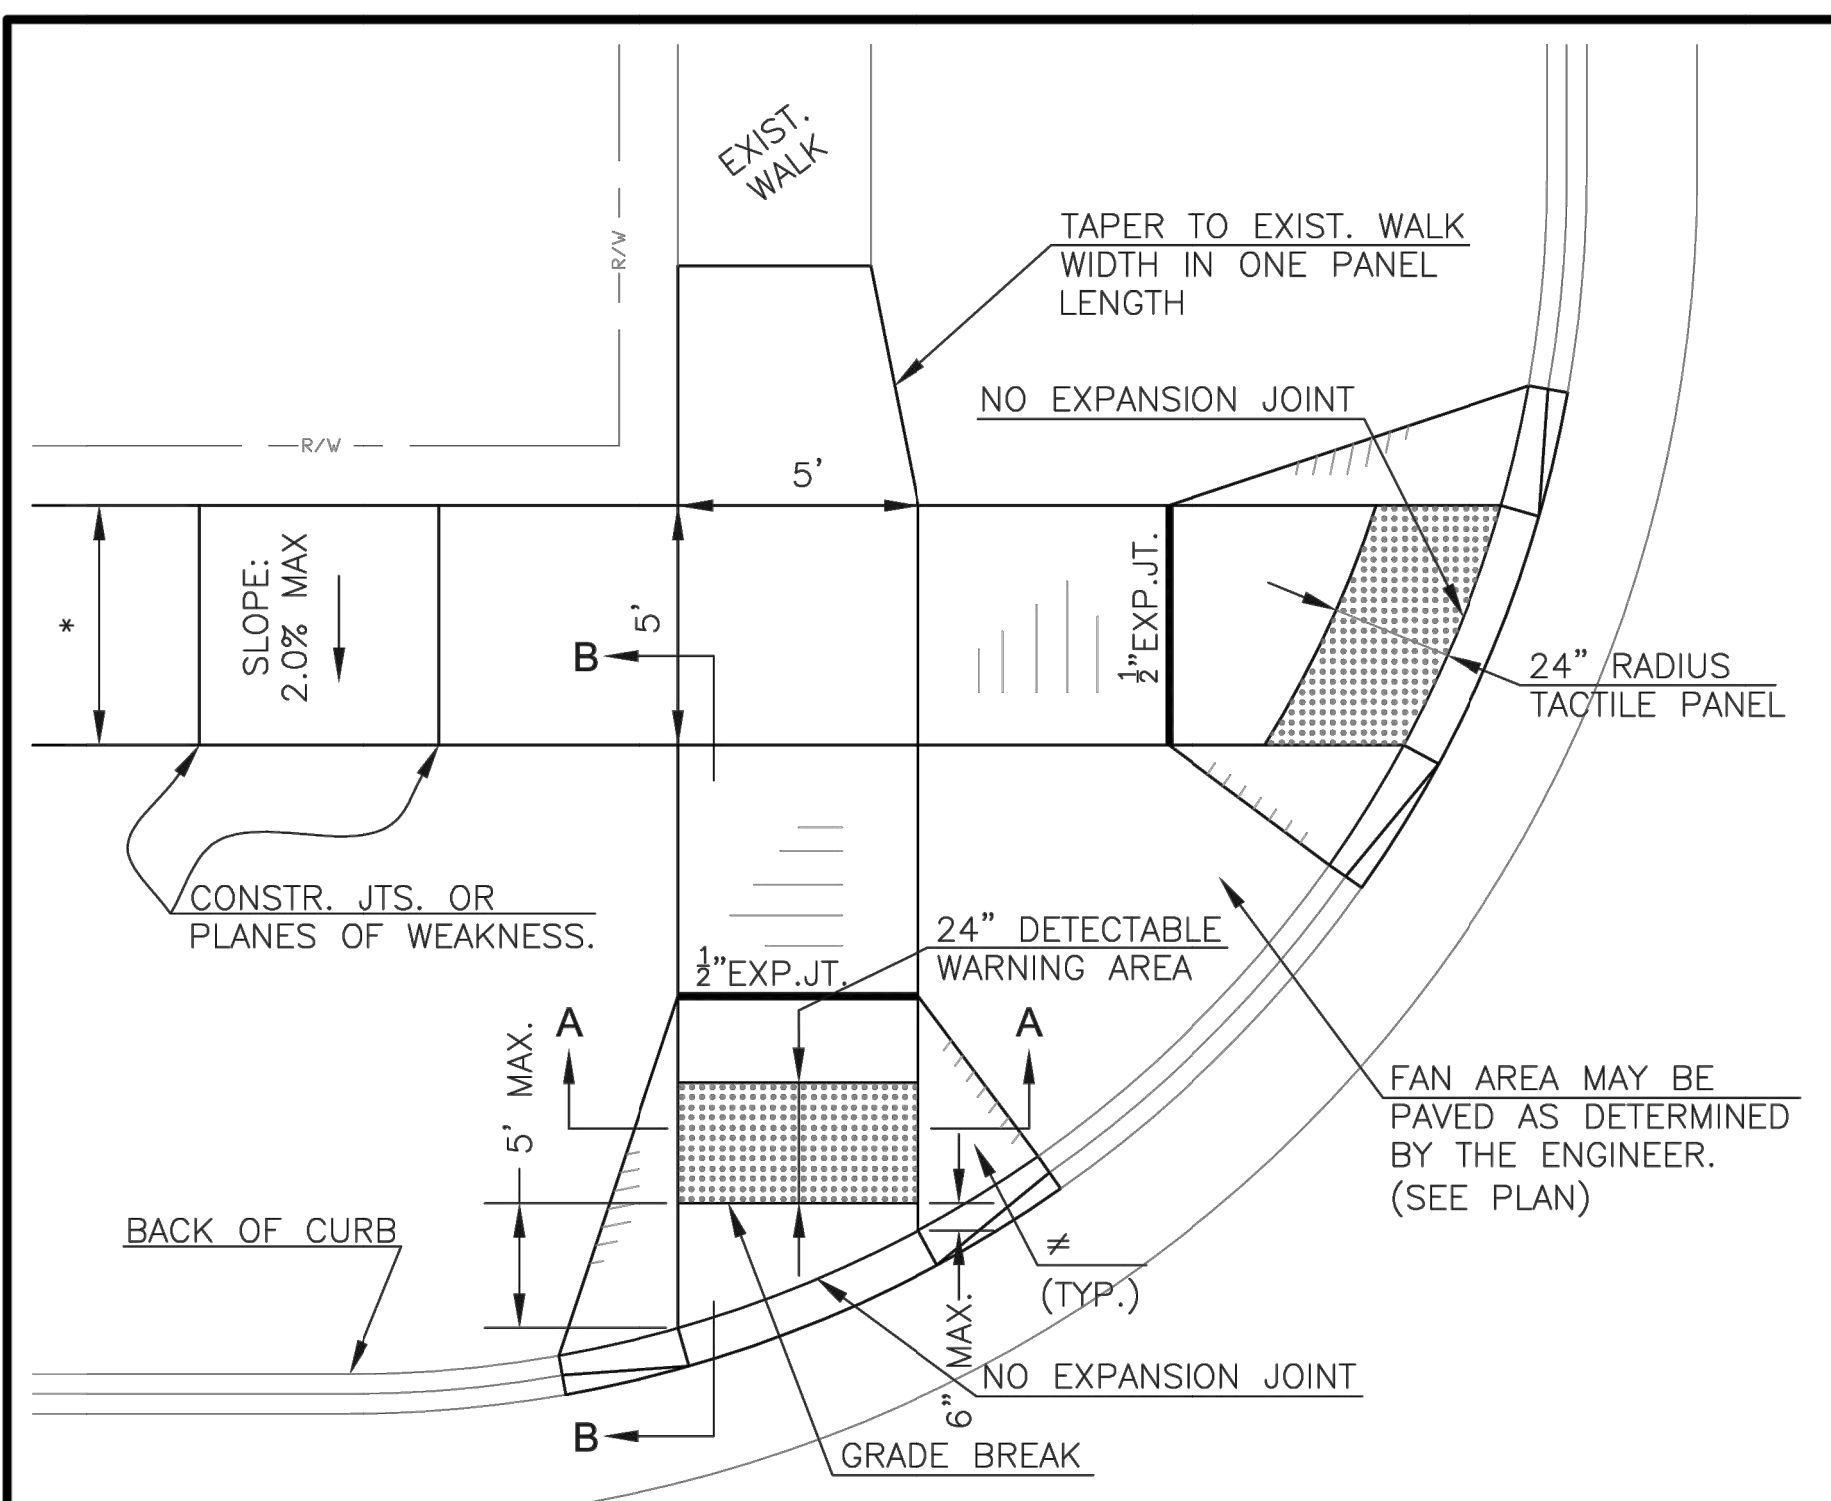 EXIST.
WALK
R/W
R/W
TAPER TO EXIST. WALK
WIDTH IN ONE PANEL
LENGTH
NO EXPANSION JOINT
5'
*
SLOPE:
2.0% MAX
5'
B
½" EXP.JT.
24" RADIUS
TACTILE PANEL
CONSTR. JTS. OR
PLANES OF WEAKNESS.
24" DETECTABLE
WARNING AREA
½" EXP.JT.
A
A
5' MAX.
FAN AREA MAY BE
PAVED AS DETERMINED
BY THE ENGINEER.
(SEE PLAN)
BACK OF CURB
≠
(TYP.)
6" MAX.
NO EXPANSION JOINT
B
GRADE BREAK